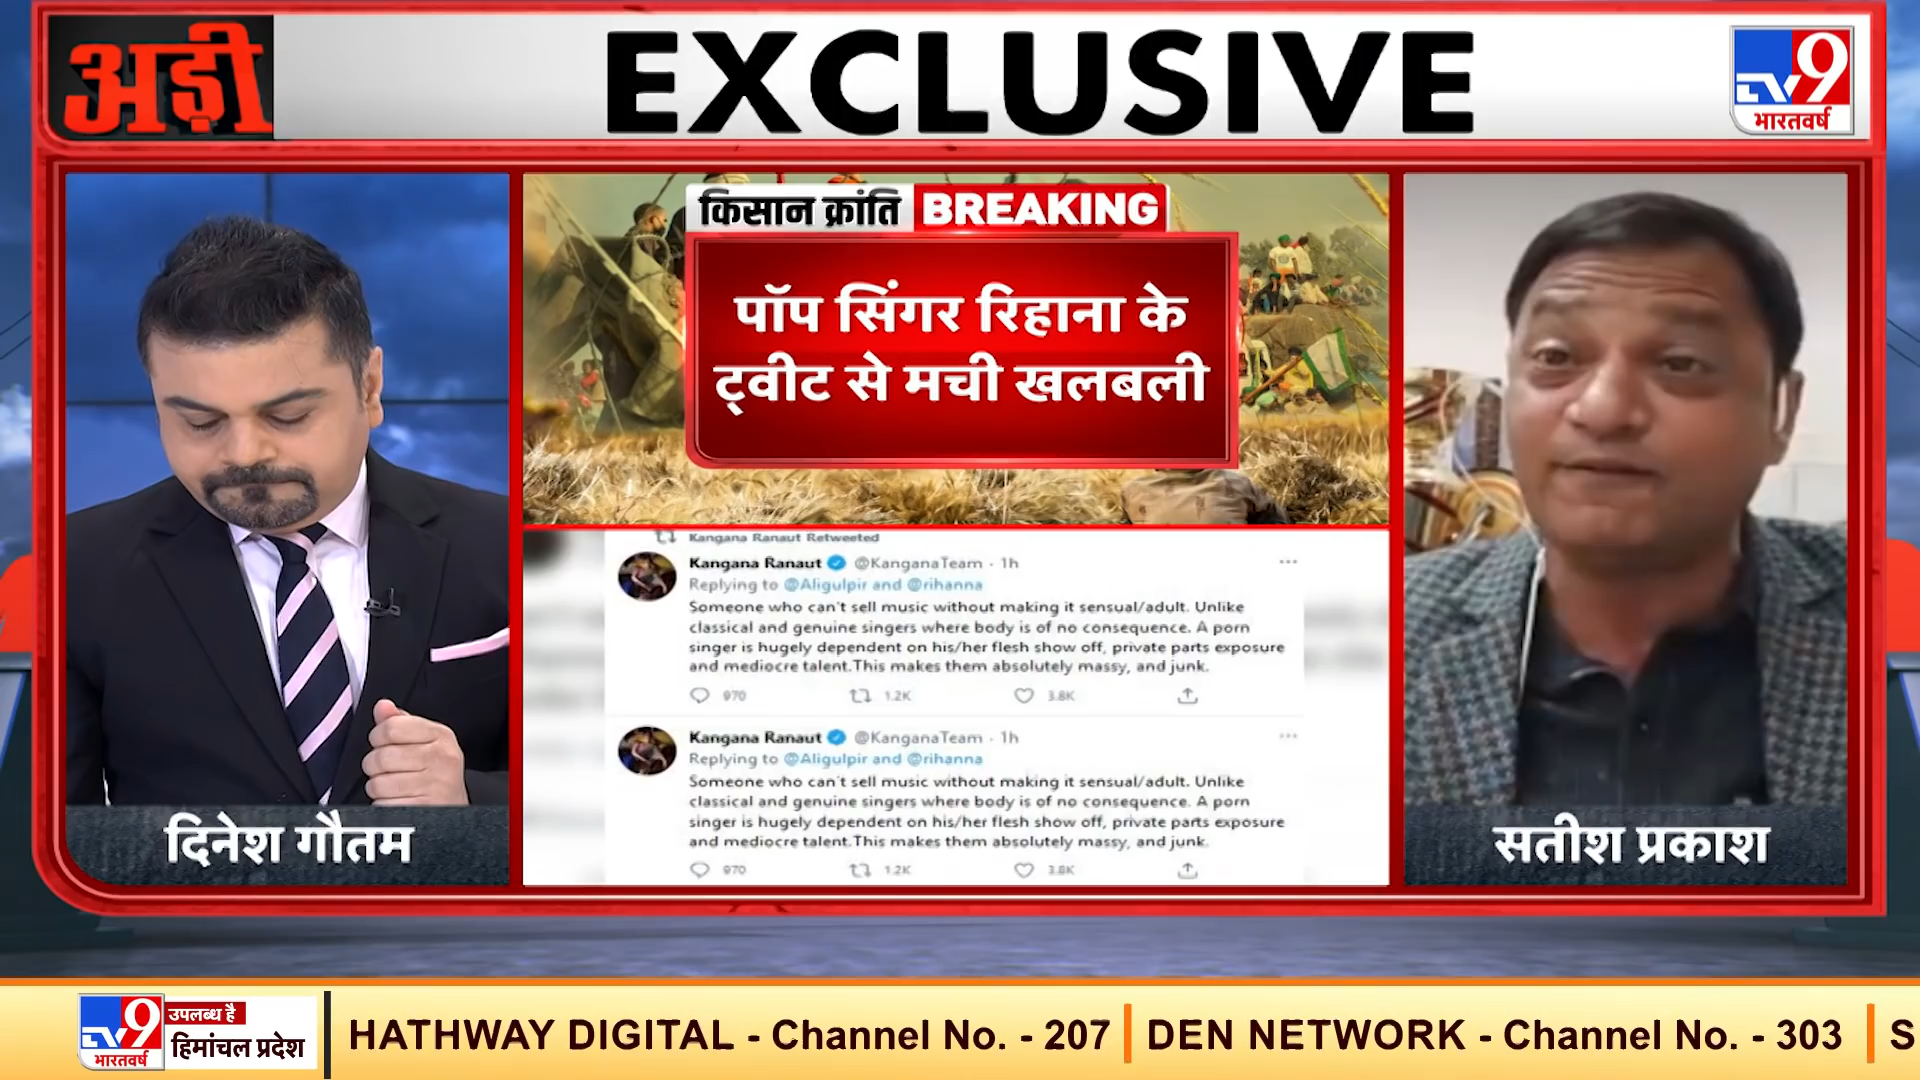 अड़ी
EXCLUSIVE
TV9
भारतवर्ष
किसान क्रांति BREAKING
पॉप सिंगर रिहाना के
ट्वीट से मची खलबली
Kangana Ranaut Retweeted
Kangana Ranaut @KanganaTeam · 1h
Replying to @Aligulpir and @rihanna
Someone who can't sell music without making it sensual/adult. Unlike
classical and genuine singers where body is of no consequence. A porn
singer is hugely dependent on his/her flesh show off, private parts exposure
and mediocre talent.This makes them absolutely massy, and junk.
970 1.2K 3.8K
Kangana Ranaut @KanganaTeam · 1h
Replying to @Aligulpir and @rihanna
Someone who can't sell music without making it sensual/adult. Unlike
classical and genuine singers where body is of no consequence. A porn
singer is hugely dependent on his/her flesh show off, private parts exposure
and mediocre talent.This makes them absolutely massy, and junk.
970 1.2K 3.8K
दिनेश गौतम
सतीश प्रकाश
TV9
भारतवर्ष
उपलब्ध है
हिमांचल प्रदेश
HATHWAY DIGITAL - Channel No. - 207 | DEN NETWORK - Channel No. - 303 | S